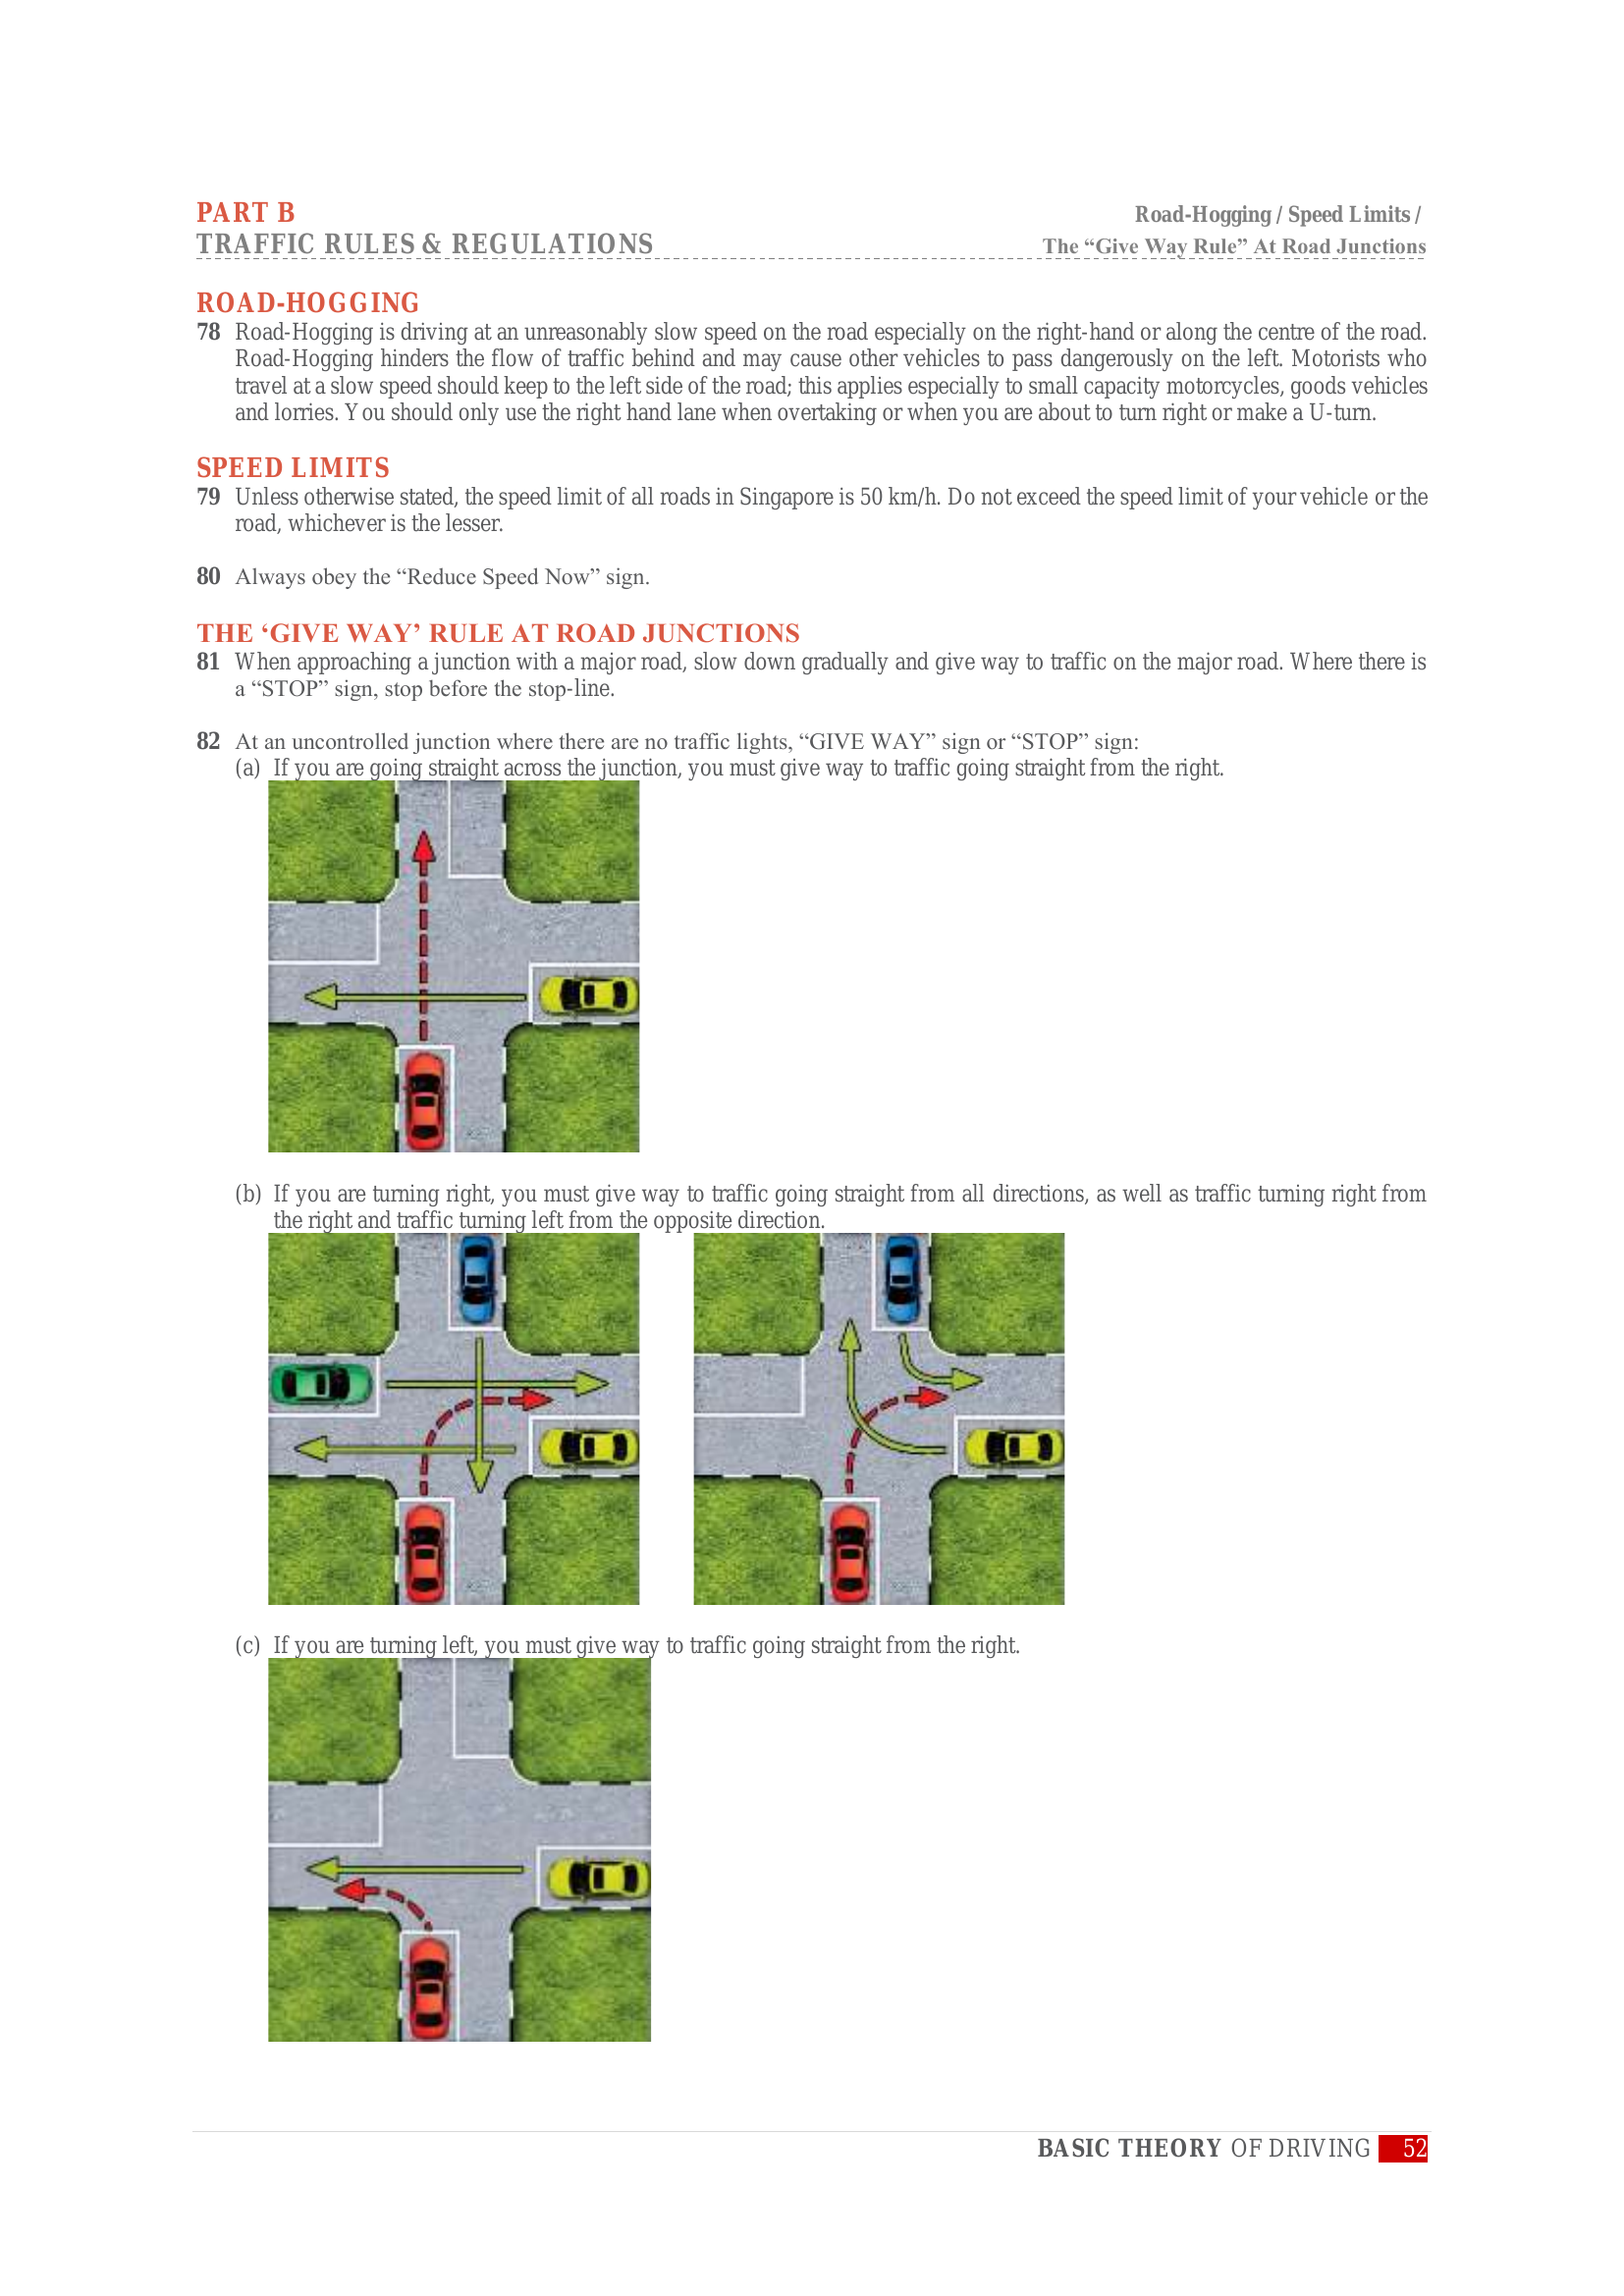 PART B
Road-Hogging / Speed Limits /
TRAFFIC RULES & REGULATIONS
The “Give Way Rule” At Road Junctions
ROAD-HOGGING
78 Road-Hogging is driving at an unreasonably slow speed on the road especially on the right-hand or along the centre of the road.
Road-Hogging hinders the flow of traffic behind and may cause other vehicles to pass dangerously on the left. Motorists who
travel at a slow speed should keep to the left side of the road; this applies especially to small capacity motorcycles, goods vehicles
and lorries. You should only use the right hand lane when overtaking or when you are about to turn right or make a U-turn.
SPEED LIMITS
79 Unless otherwise stated, the speed limit of all roads in Singapore is 50 km/h. Do not exceed the speed limit of your vehicle or the
road, whichever is the lesser.
80 Always obey the “Reduce Speed Now” sign.
THE ‘GIVE WAY’ RULE AT ROAD JUNCTIONS
81 When approaching a junction with a major road, slow down gradually and give way to traffic on the major road. Where there is
a “STOP” sign, stop before the stop-line.
82 At an uncontrolled junction where there are no traffic lights, “GIVE WAY” sign or “STOP” sign:
(a) If you are going straight across the junction, you must give way to traffic going straight from the right.
(b) If you are turning right, you must give way to traffic going straight from all directions, as well as traffic turning right from
the right and traffic turning left from the opposite direction.
(c) If you are turning left, you must give way to traffic going straight from the right.
BASIC THEORY OF DRIVING 52